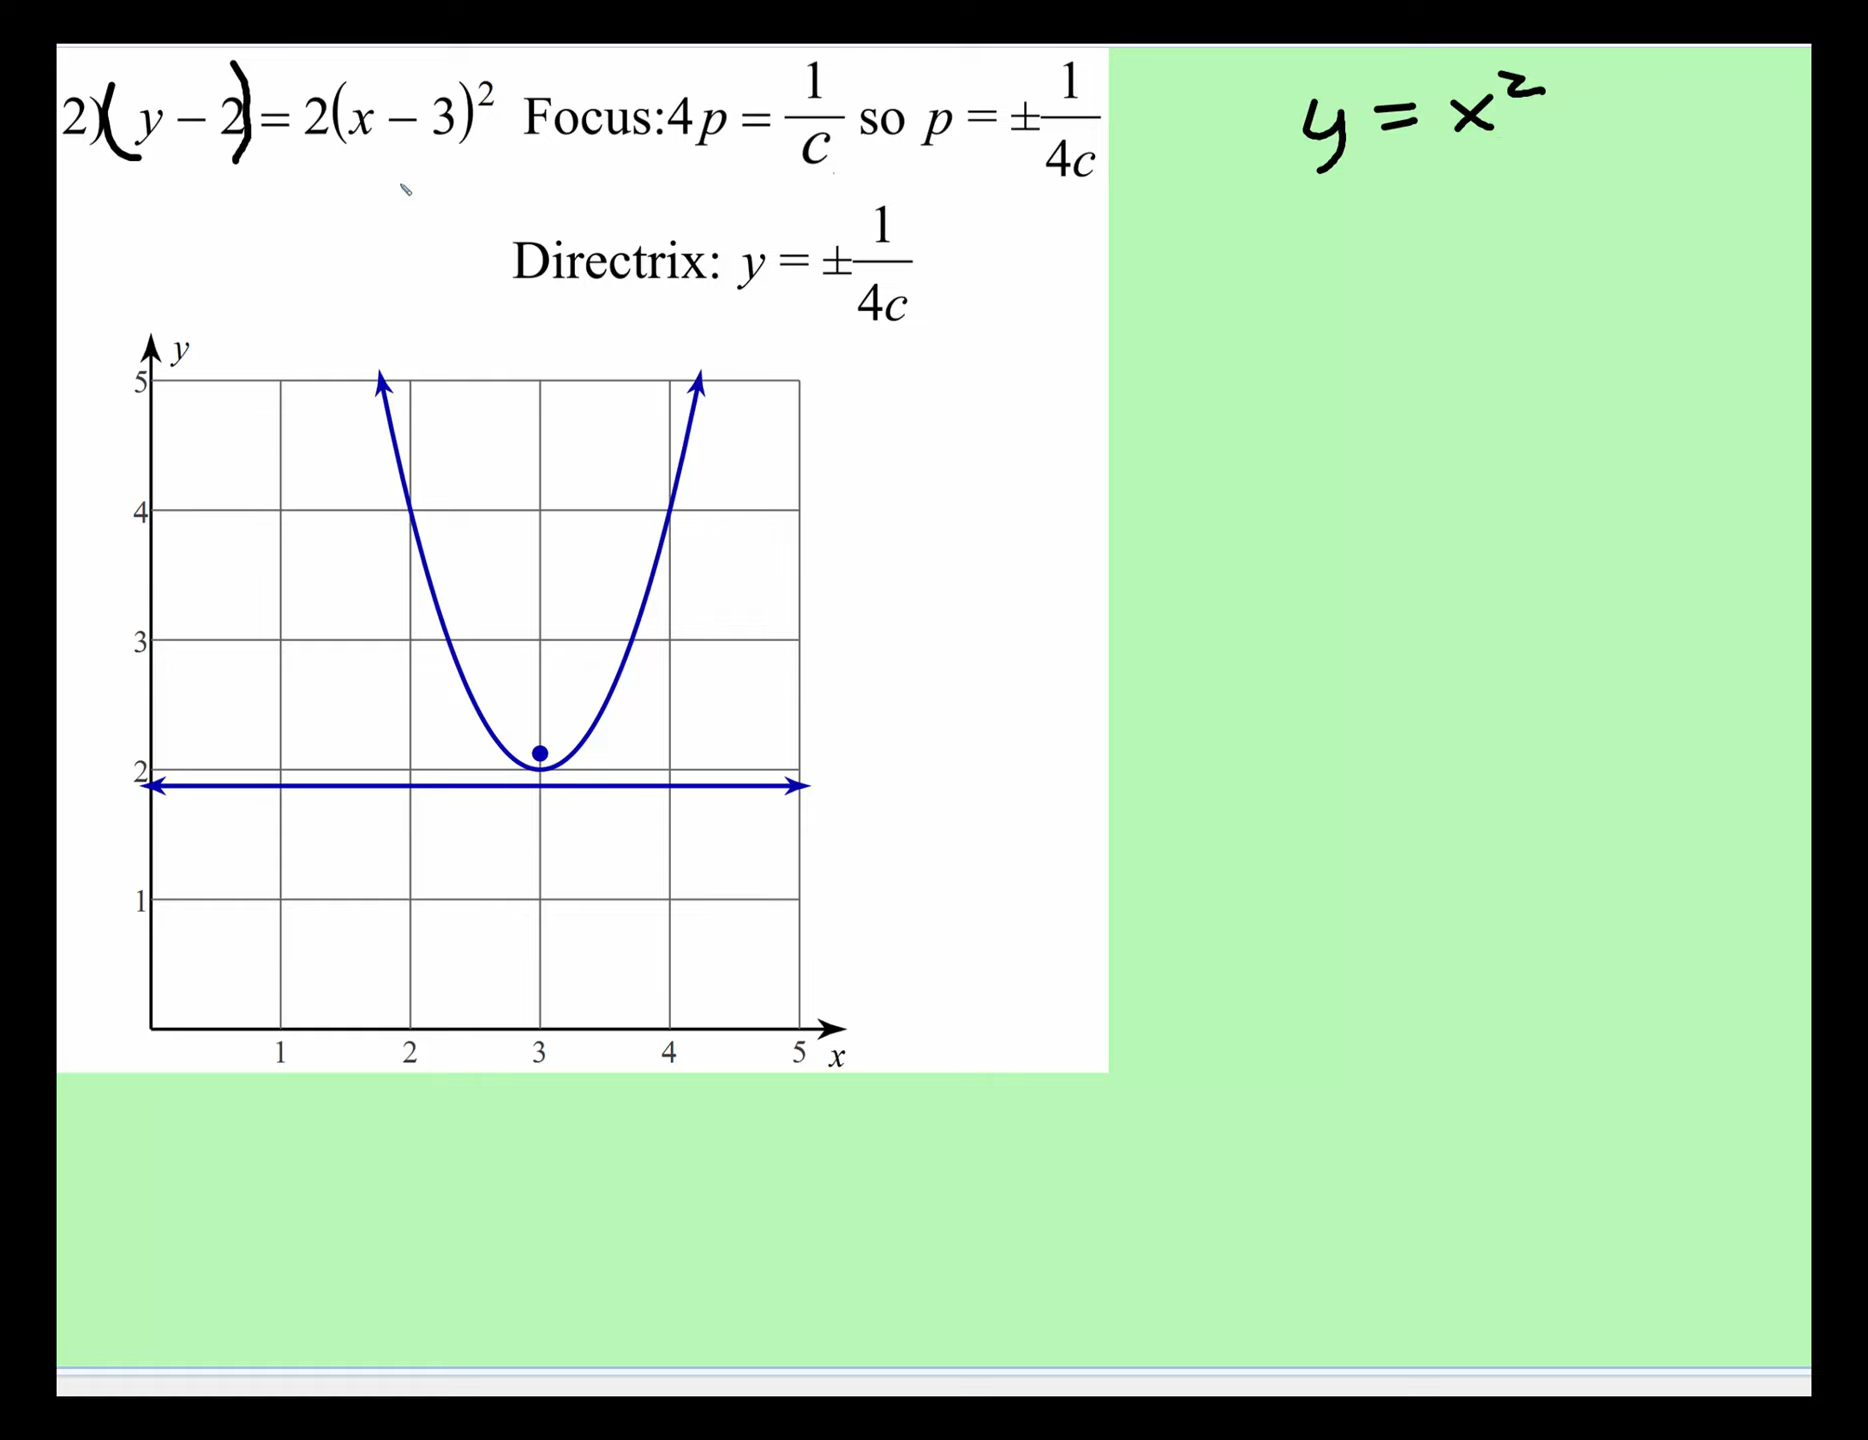 2)(y − 2) = 2(x − 3)² Focus:4p = 1/c so p = ±1/4c
y = x²
Directrix: y = ±1/4c
y
5
4
3
2
1
1 2 3 4 5 x